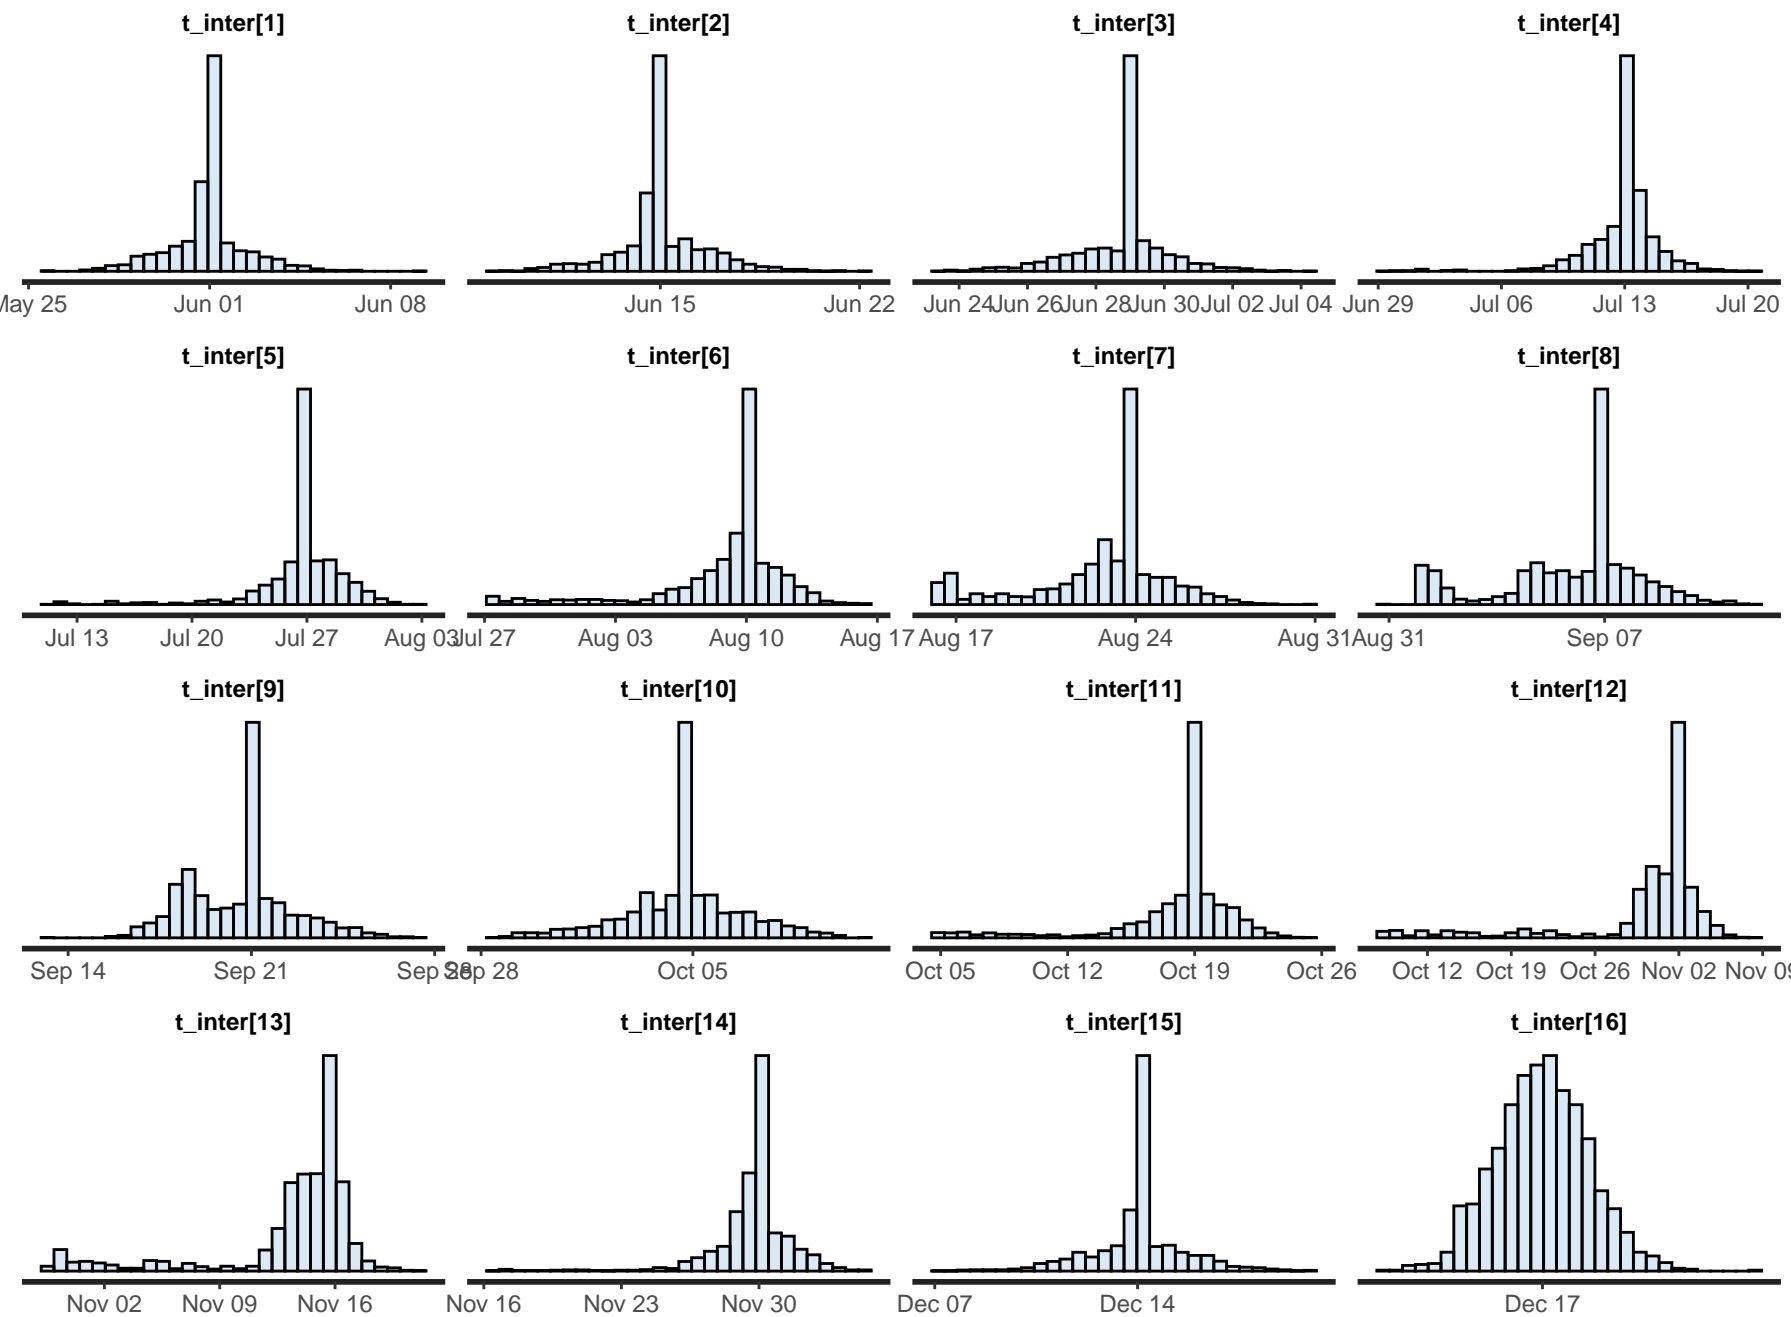 t_inter[1] t_inter[2] t_inter[3] t_inter[4]
May 25 Jun 01 Jun 08 Jun 15 Jun 22 Jun 24 Jun 26 Jun 28 Jun 30 Jul 02 Jul 04 Jun 29 Jul 06 Jul 13 Jul 20
t_inter[5] t_inter[6] t_inter[7] t_inter[8]
Jul 13 Jul 20 Jul 27 Aug 03 Jul 27 Aug 03 Aug 10 Aug 17 Aug 17 Aug 24 Aug 31 Aug 31 Sep 07
t_inter[9] t_inter[10] t_inter[11] t_inter[12]
Sep 14 Sep 21 Sep 28 Sep 28 Oct 05 Oct 05 Oct 12 Oct 19 Oct 26 Oct 12 Oct 19 Oct 26 Nov 02 Nov 09
t_inter[13] t_inter[14] t_inter[15] t_inter[16]
Nov 02 Nov 09 Nov 16 Nov 16 Nov 23 Nov 30 Dec 07 Dec 14 Dec 17